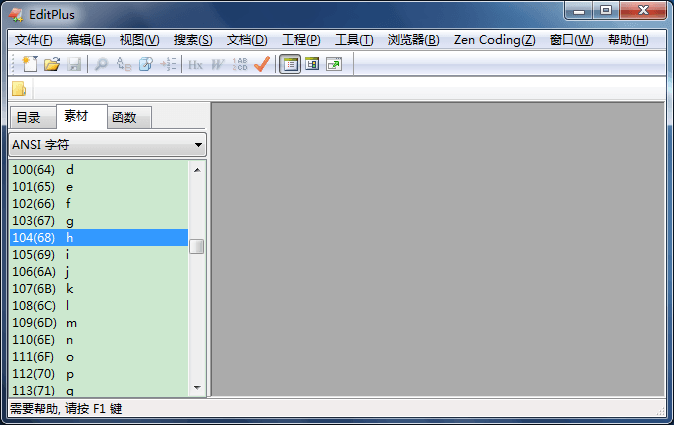 EditPlus
文件(F) 编辑(E) 视图(V) 搜索(S) 文档(D) 工程(P) 工具(T) 浏览器(B) Zen Coding(Z) 窗口(W) 帮助(H)
Hx W 1AB 2CD
目录 素材 函数
ANSI 字符
100(64) d
101(65) e
102(66) f
103(67) g
104(68) h
105(69) i
106(6A) j
107(6B) k
108(6C) l
109(6D) m
110(6E) n
111(6F) o
112(70) p
113(71) q
需要帮助, 请按 F1 键